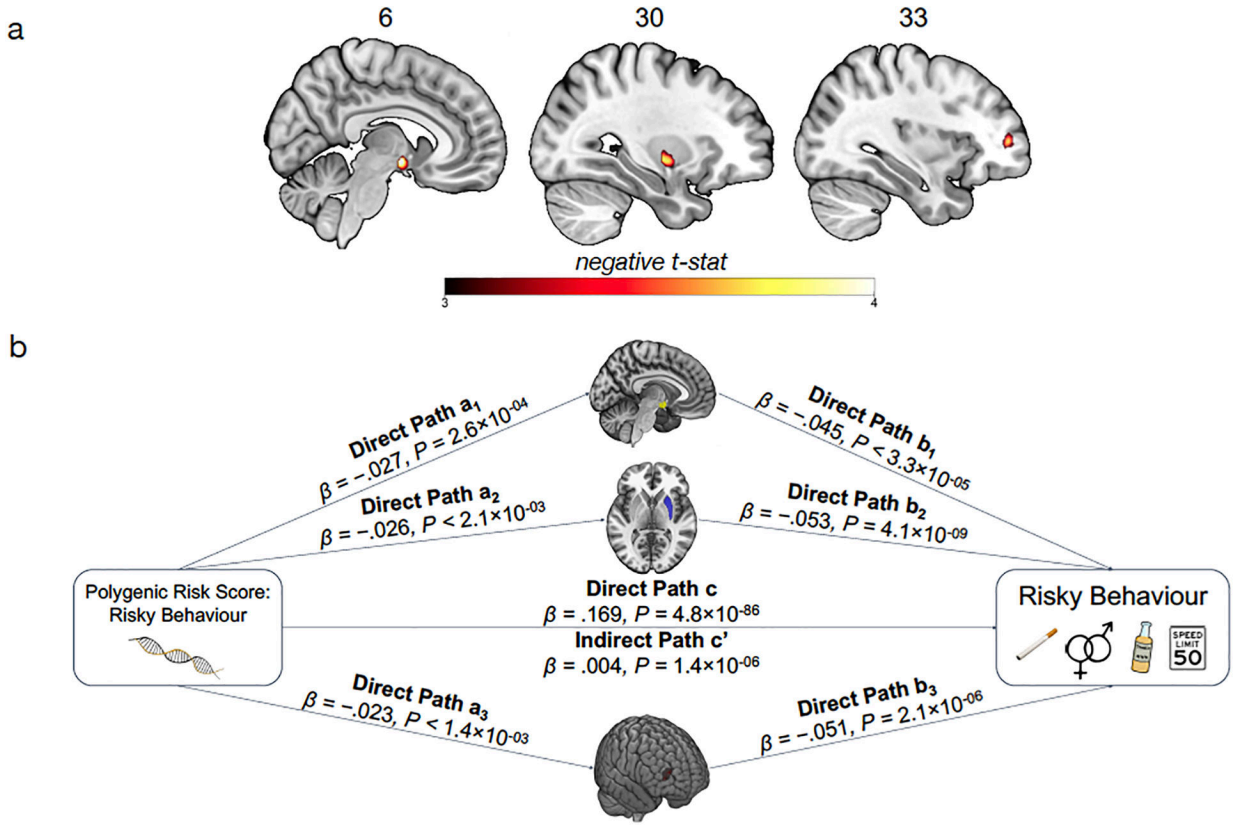 a
6
30
33
negative t-stat
3
4
b
Direct Path a₁
β = −.027, P = 2.6×10⁻⁰⁴
Direct Path b₁
β = −.045, P < 3.3×10⁻⁰⁵
Direct Path a₂
β = −.026, P < 2.1×10⁻⁰³
Direct Path b₂
β = −.053, P = 4.1×10⁻⁰⁹
Polygenic Risk Score:
Risky Behaviour
Direct Path c
β = .169, P = 4.8×10⁻⁸⁶
Indirect Path c’
β = .004, P = 1.4×10⁻⁰⁶
Risky Behaviour
SPEED
LIMIT
50
Direct Path a₃
β = −.023, P < 1.4×10⁻⁰³
Direct Path b₃
β = −.051, P = 2.1×10⁻⁰⁶